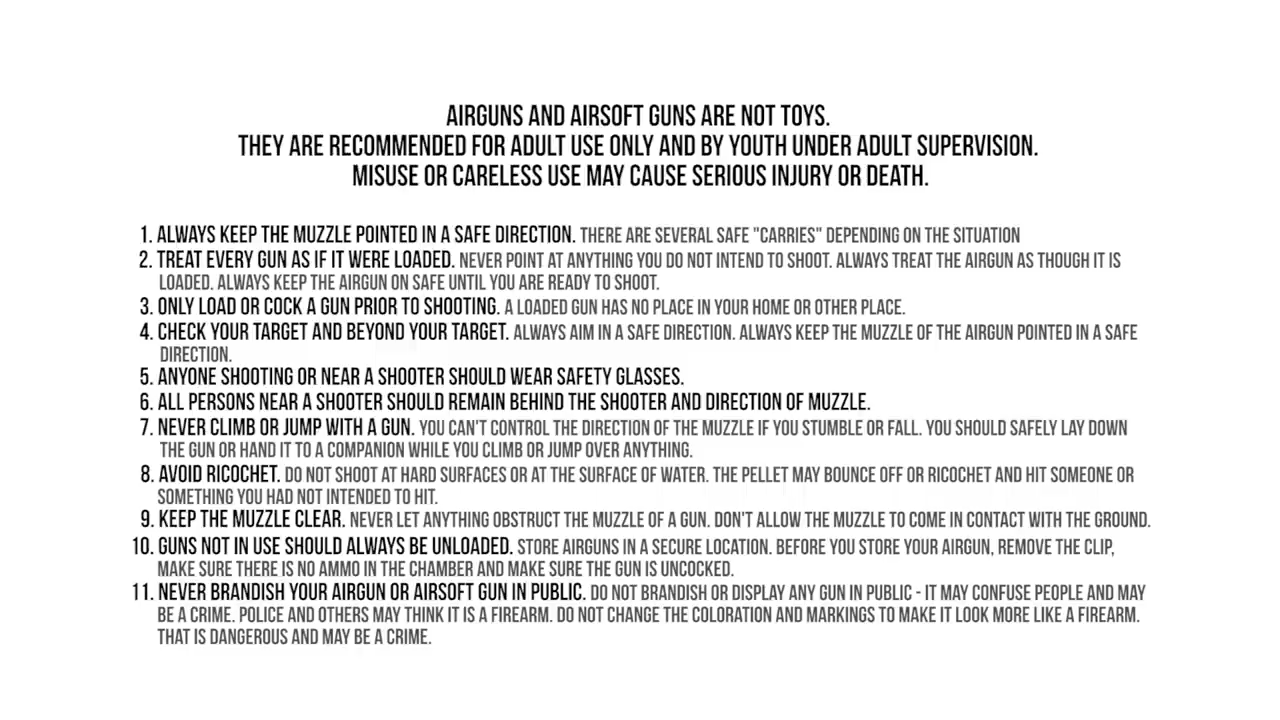 AIRGUNS AND AIRSOFT GUNS ARE NOT TOYS.
THEY ARE RECOMMENDED FOR ADULT USE ONLY AND BY YOUTH UNDER ADULT SUPERVISION.
MISUSE OR CARELESS USE MAY CAUSE SERIOUS INJURY OR DEATH.
1. ALWAYS KEEP THE MUZZLE POINTED IN A SAFE DIRECTION. THERE ARE SEVERAL SAFE "CARRIES" DEPENDING ON THE SITUATION
2. TREAT EVERY GUN AS IF IT WERE LOADED. NEVER POINT AT ANYTHING YOU DO NOT INTEND TO SHOOT. ALWAYS TREAT THE AIRGUN AS THOUGH IT IS
LOADED. ALWAYS KEEP THE AIRGUN ON SAFE UNTIL YOU ARE READY TO SHOOT.
3. ONLY LOAD OR COCK A GUN PRIOR TO SHOOTING. A LOADED GUN HAS NO PLACE IN YOUR HOME OR OTHER PLACE.
4. CHECK YOUR TARGET AND BEYOND YOUR TARGET. ALWAYS AIM IN A SAFE DIRECTION. ALWAYS KEEP THE MUZZLE OF THE AIRGUN POINTED IN A SAFE
DIRECTION.
5. ANYONE SHOOTING OR NEAR A SHOOTER SHOULD WEAR SAFETY GLASSES.
6. ALL PERSONS NEAR A SHOOTER SHOULD REMAIN BEHIND THE SHOOTER AND DIRECTION OF MUZZLE.
7. NEVER CLIMB OR JUMP WITH A GUN. YOU CAN'T CONTROL THE DIRECTION OF THE MUZZLE IF YOU STUMBLE OR FALL. YOU SHOULD SAFELY LAY DOWN
THE GUN OR HAND IT TO A COMPANION WHILE YOU CLIMB OR JUMP OVER ANYTHING.
8. AVOID RICOCHET. DO NOT SHOOT AT HARD SURFACES OR AT THE SURFACE OF WATER. THE PELLET MAY BOUNCE OFF OR RICOCHET AND HIT SOMEONE OR
SOMETHING YOU HAD NOT INTENDED TO HIT.
9. KEEP THE MUZZLE CLEAR. NEVER LET ANYTHING OBSTRUCT THE MUZZLE OF A GUN. DON'T ALLOW THE MUZZLE TO COME IN CONTACT WITH THE GROUND.
10. GUNS NOT IN USE SHOULD ALWAYS BE UNLOADED. STORE AIRGUNS IN A SECURE LOCATION. BEFORE YOU STORE YOUR AIRGUN, REMOVE THE CLIP,
MAKE SURE THERE IS NO AMMO IN THE CHAMBER AND MAKE SURE THE GUN IS UNCOCKED.
11. NEVER BRANDISH YOUR AIRGUN OR AIRSOFT GUN IN PUBLIC. DO NOT BRANDISH OR DISPLAY ANY GUN IN PUBLIC - IT MAY CONFUSE PEOPLE AND MAY
BE A CRIME. POLICE AND OTHERS MAY THINK IT IS A FIREARM. DO NOT CHANGE THE COLORATION AND MARKINGS TO MAKE IT LOOK MORE LIKE A FIREARM.
THAT IS DANGEROUS AND MAY BE A CRIME.